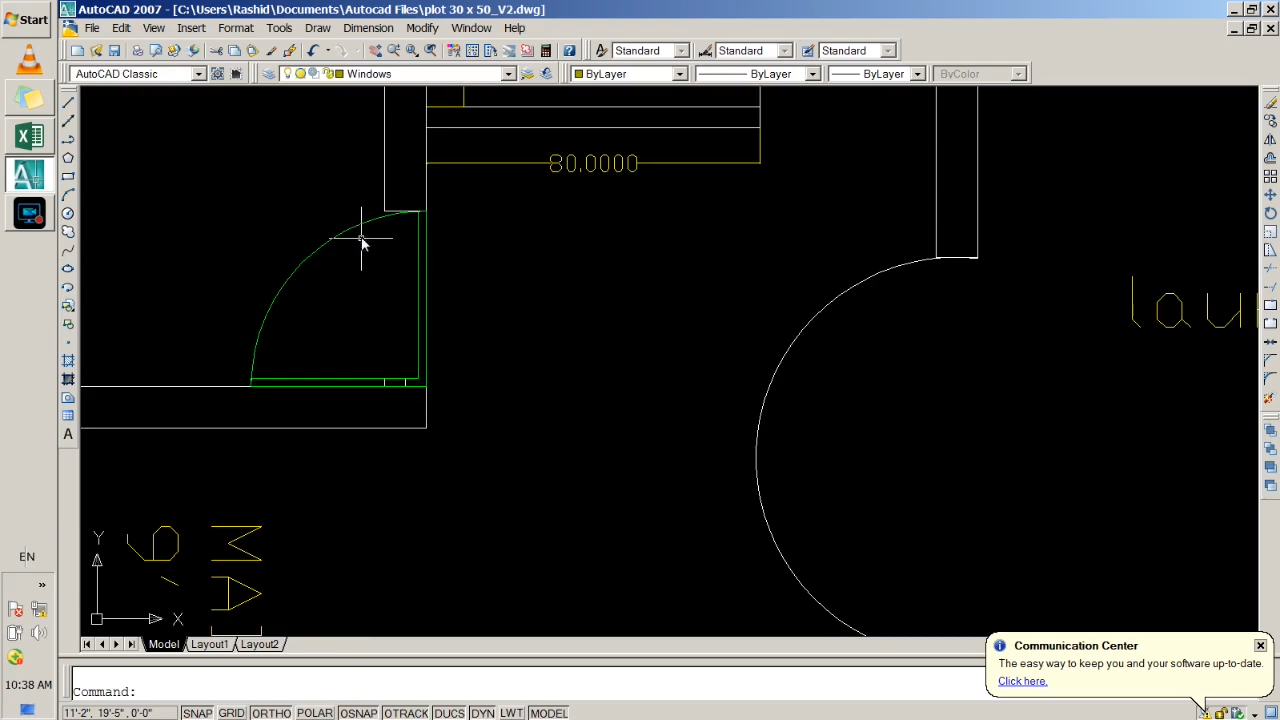 Start
AutoCAD 2007 - [C:\Users\Rashid\Documents\Autocad Files\plot 30 x 50_V2.dwg]
File Edit View Insert Format Tools Draw Dimension Modify Window Help
Standard Standard Standard
AutoCAD Classic Windows ByLayer ByLayer ByLayer ByColor
80.0000
lau
MA
9'
Y
X
EN
Model Layout1 Layout2
Communication Center
The easy way to keep you and your software up-to-date.
Click here.
10:38 AM
Command:
11'-2", 19'-5", 0'-0" SNAP GRID ORTHO POLAR OSNAP OTRACK DUCS DYN LWT MODEL